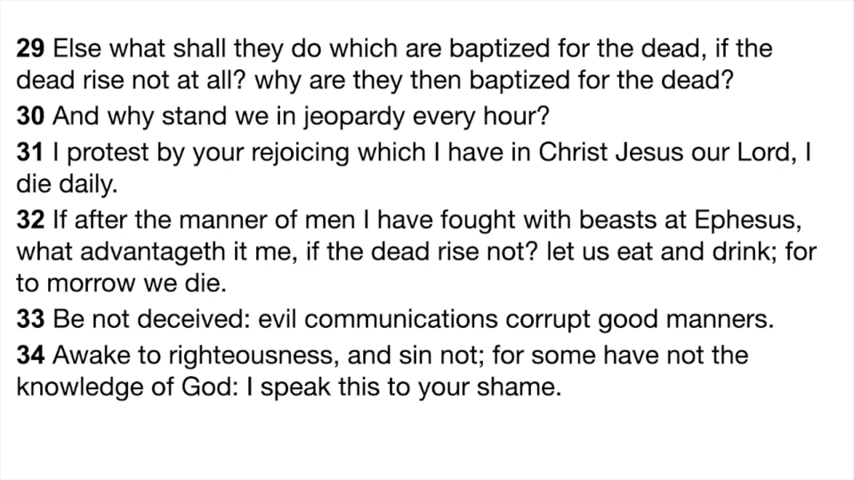 29 Else what shall they do which are baptized for the dead, if the
dead rise not at all? why are they then baptized for the dead?
30 And why stand we in jeopardy every hour?
31 I protest by your rejoicing which I have in Christ Jesus our Lord, I
die daily.
32 If after the manner of men I have fought with beasts at Ephesus,
what advantageth it me, if the dead rise not? let us eat and drink; for
to morrow we die.
33 Be not deceived: evil communications corrupt good manners.
34 Awake to righteousness, and sin not; for some have not the
knowledge of God: I speak this to your shame.